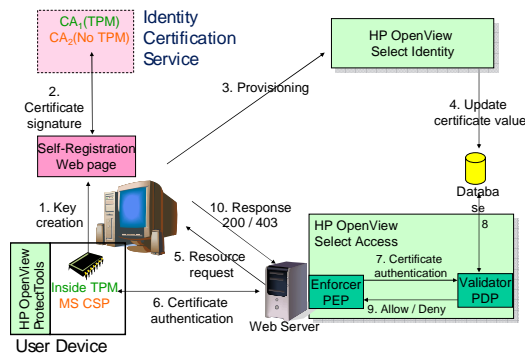 CA1(TPM)
CA2(No TPM)
Identity
Certification
Service
HP OpenView
Select Identity
2.
Certificate
signature
3. Provisioning
4. Update
certificate value
Self-Registration
Web page
Databa
se
8
1. Key
creation
10. Response
200 / 403
HP OpenView
Select Access
5. Resource
request
7. Certificate
authentication
HP OpenView
ProtectTools
Inside TPM
MS CSP
6. Certificate
authentication
Web Server
Enforcer
PEP
Validator
PDP
9. Allow / Deny
User Device